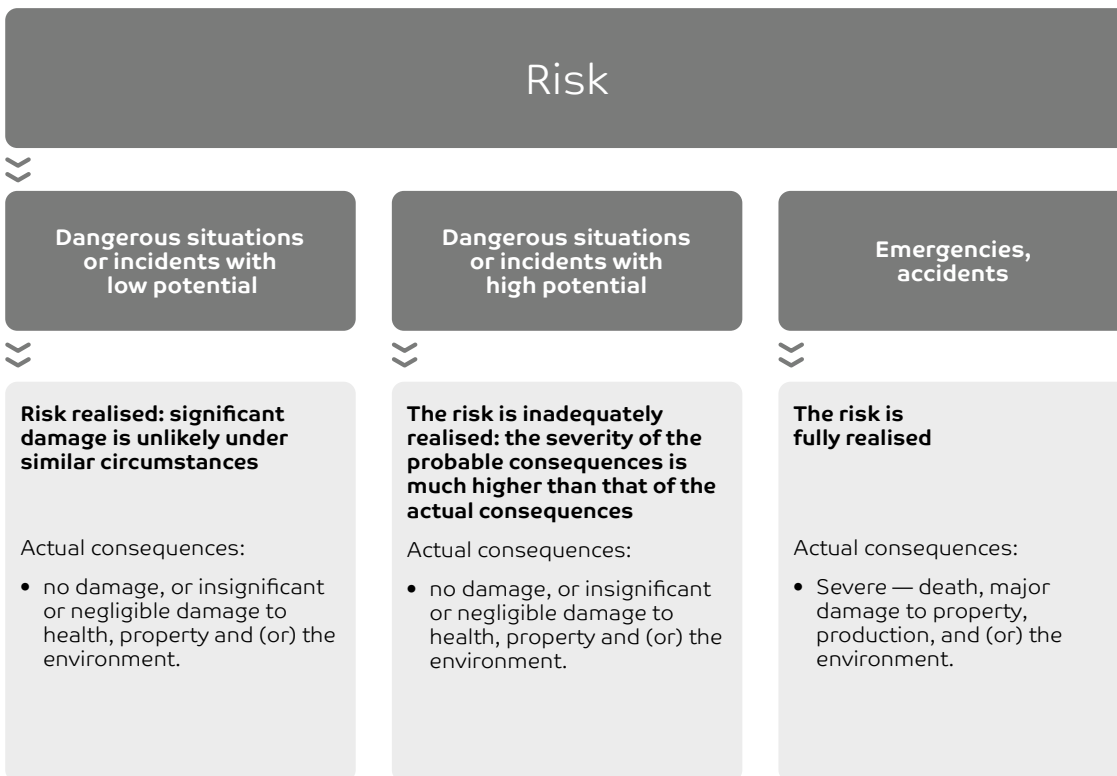 Risk
Dangerous situations
or incidents with
low potential
Dangerous situations
or incidents with
high potential
Emergencies,
accidents
Risk realised: significant
damage is unlikely under
similar circumstances
Actual consequences:
• no damage, or insignificant
or negligible damage to
health, property and (or) the
environment.
The risk is inadequately
realised: the severity of the
probable consequences is
much higher than that of the
actual consequences
Actual consequences:
• no damage, or insignificant
or negligible damage to
health, property and (or) the
environment.
The risk is
fully realised
Actual consequences:
• Severe — death, major
damage to property,
production, and (or) the
environment.